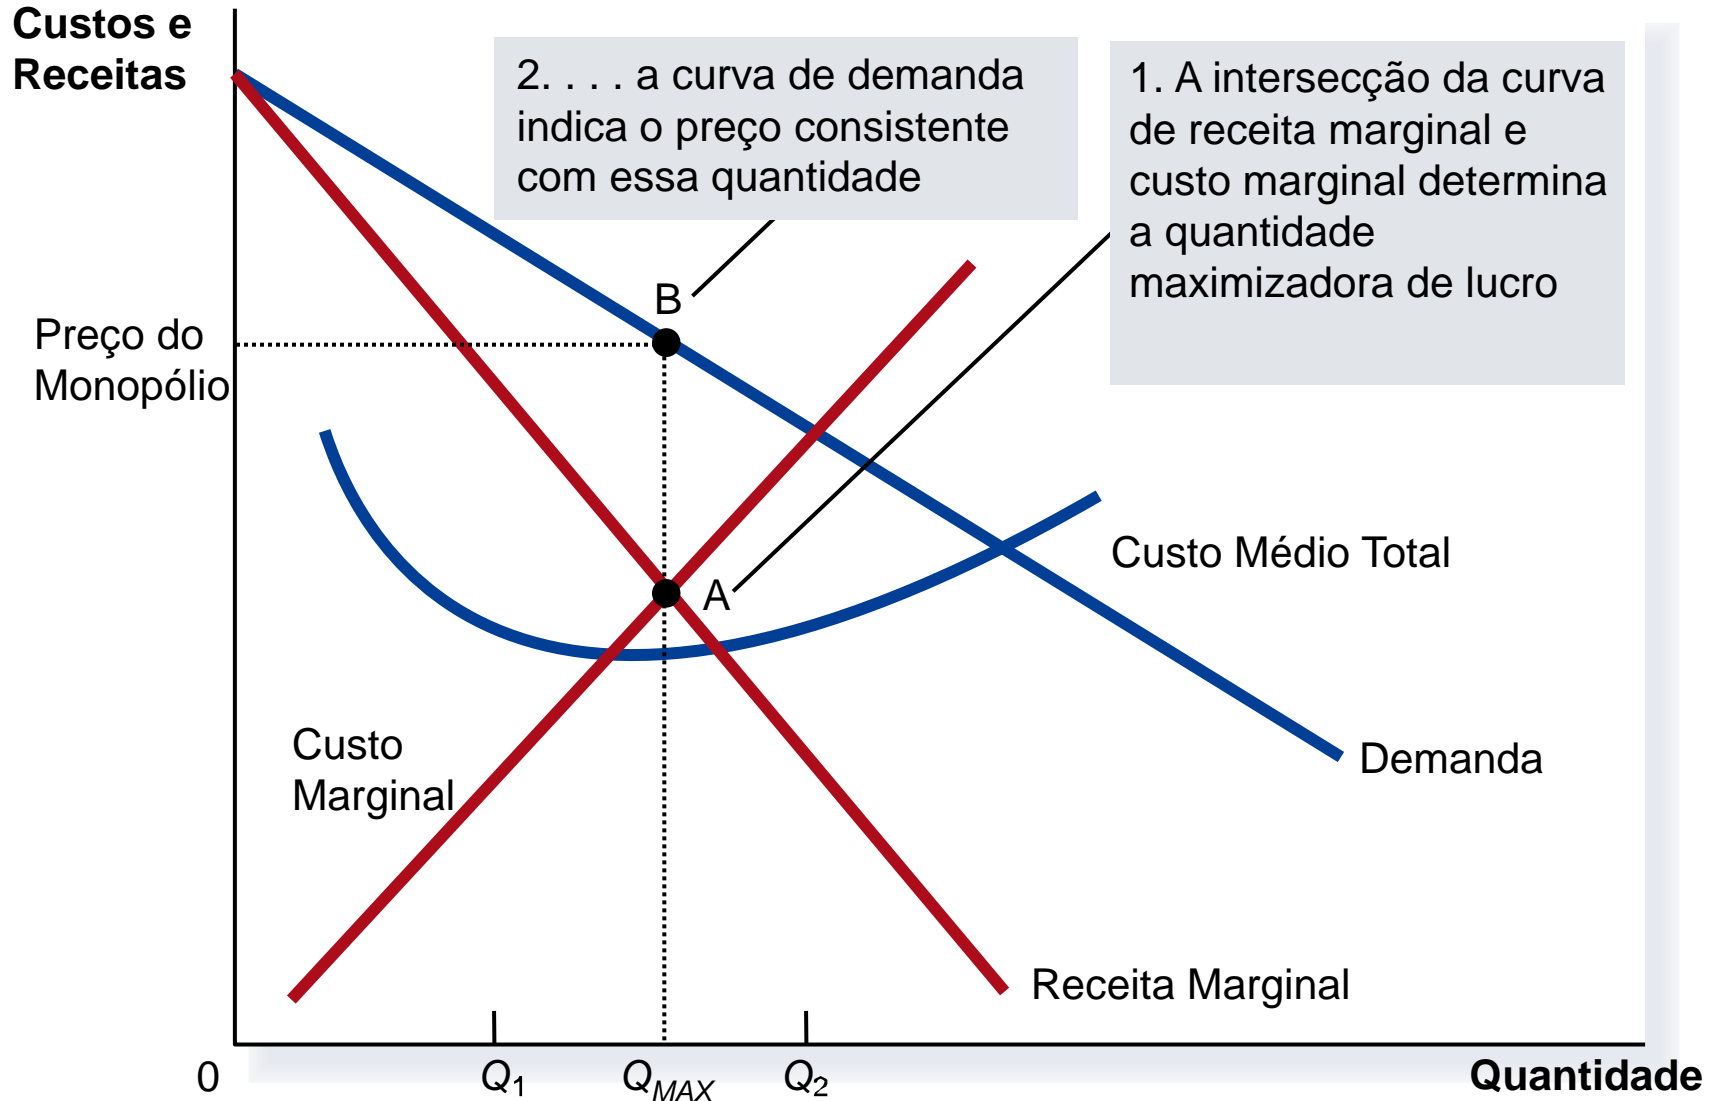 Custos e
Receitas
2. . . . a curva de demanda
indica o preço consistente
com essa quantidade
1. A intersecção da curva
de receita marginal e
custo marginal determina
a quantidade
maximizadora de lucro
B
Preço do
Monopólio
Custo Médio Total
A
Custo
Marginal
Demanda
Receita Marginal
0
Q1
QMAX
Q2
Quantidade